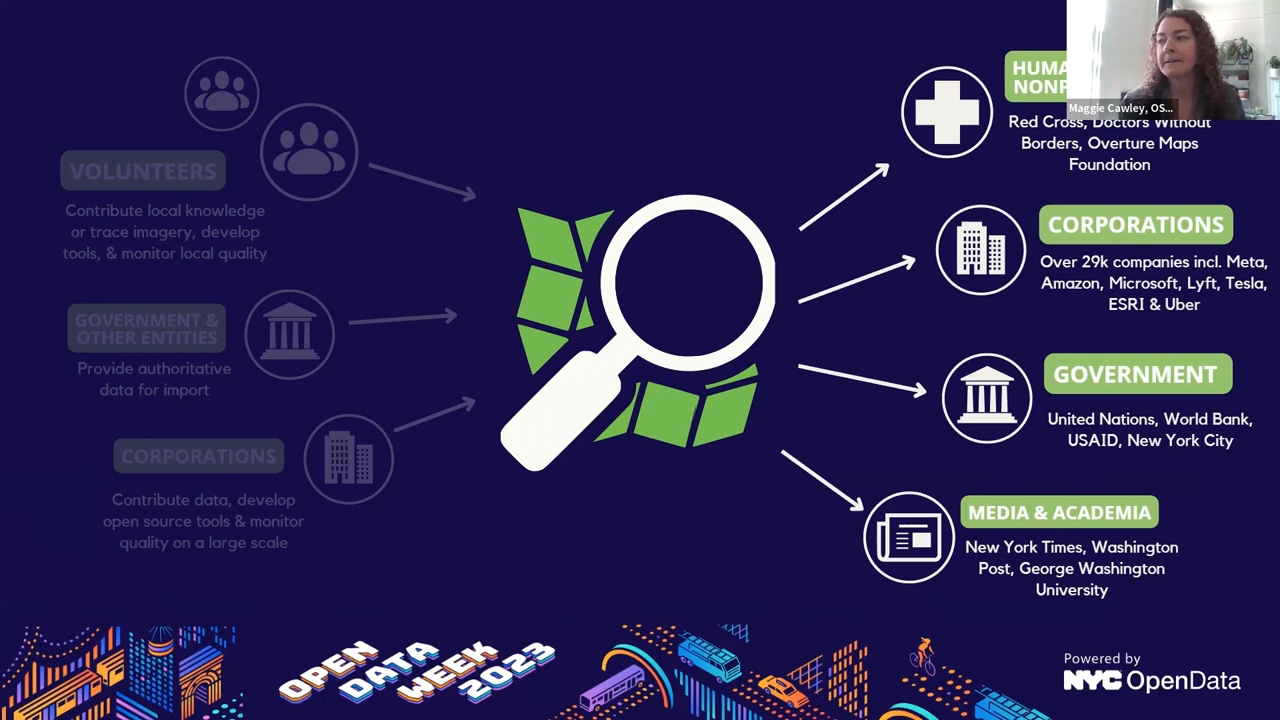 VOLUNTEERS
Contribute local knowledge
or trace imagery, develop
tools, & monitor local quality
GOVERNMENT &
OTHER ENTITIES
Provide authoritative
data for import
CORPORATIONS
Contribute data, develop
open source tools & monitor
quality on a large scale
Maggie Cawley, OS...
Red Cross, Doctors Without
Borders, Overture Maps
Foundation
CORPORATIONS
Over 29k companies incl. Meta,
Amazon, Microsoft, Lyft, Tesla,
ESRI & Uber
GOVERNMENT
United Nations, World Bank,
USAID, New York City
MEDIA & ACADEMIA
New York Times, Washington
Post, George Washington
University
OPEN
DATA
WEEK
2023
Powered by
NYC OpenData